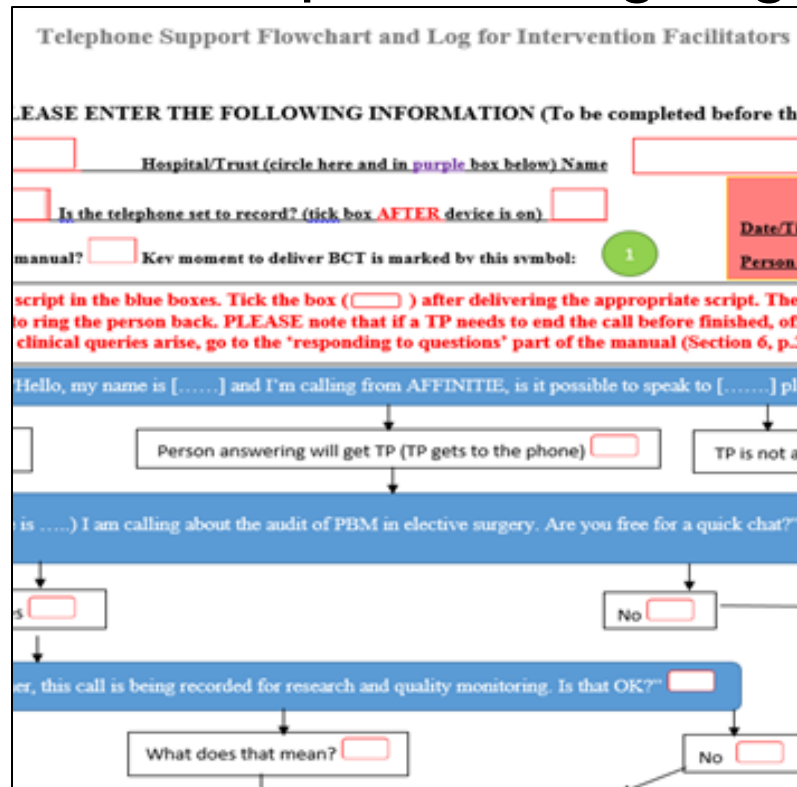 Telephone Support Flowchart and Log for Intervention Facilitators
LEASE ENTER THE FOLLOWING INFORMATION (To be completed before th
Hospital/Trust (circle here and in purple box below) Name
Is the telephone set to record? (tick box AFTER device is on)
Date/Ti
manual? Key moment to deliver BCT is marked by this symbol: 1
Person
script in the blue boxes. Tick the box ( ) after delivering the appropriate script. The
to ring the person back. PLEASE note that if a TP needs to end the call before finished, of
clinical queries arise, go to the 'responding to questions' part of the manual (Section 6, p.
Hello, my name is [……] and I'm calling from AFFINITIE, is it possible to speak to […….] pl
Person answering will get TP (TP gets to the phone)
TP is not a
is …..) I am calling about the audit of PBM in elective surgery. Are you free for a quick chat?"
s
No
er, this call is being recorded for research and quality monitoring. Is that OK?"
What does that mean?
No